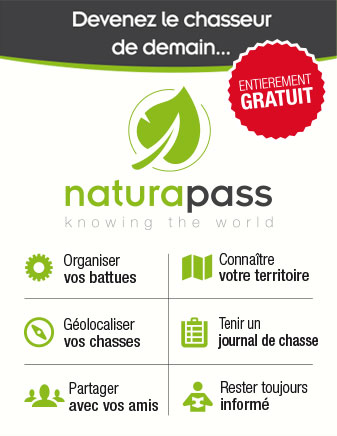 Devenez le chasseur
de demain...
ENTIEREMENT
GRATUIT
naturapass
knowing the world
Organiser
vos battues
Connaître
votre territoire
Géolocaliser
vos chasses
Tenir un
journal de chasse
Partager
avec vos amis
Rester toujours
informé